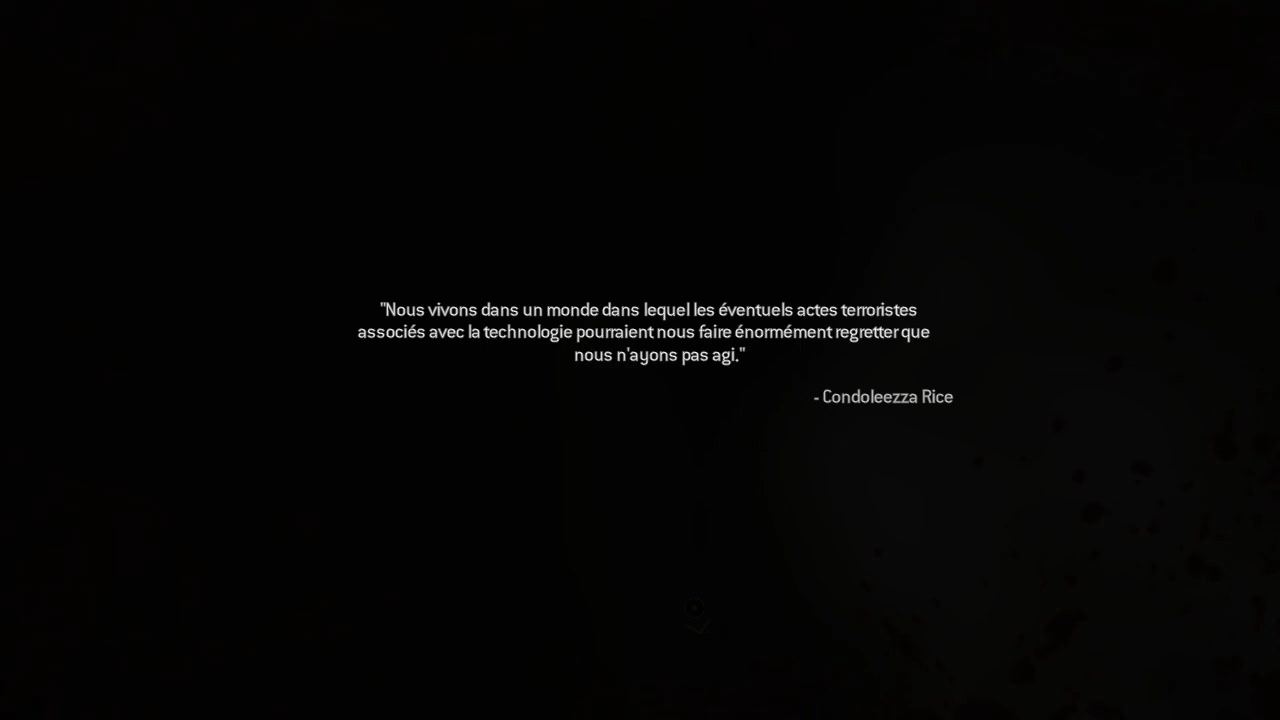 "Nous vivons dans un monde dans lequel les éventuels actes terroristes
associés avec la technologie pourraient nous faire énormément regretter que
nous n'ayons pas agi."
- Condoleezza Rice